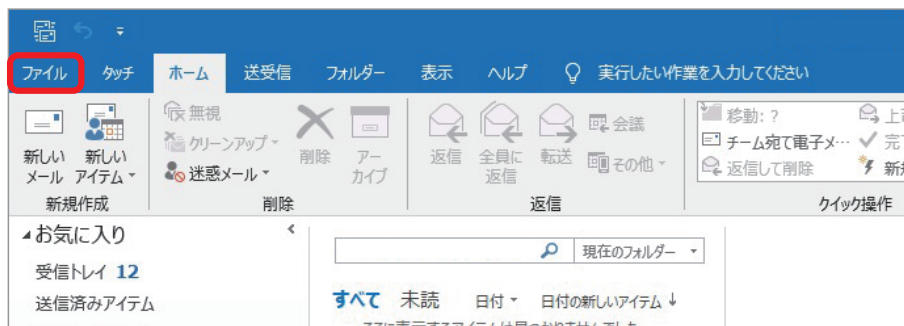 ファイル タッチ ホーム 送受信 フォルダー 表示 ヘルプ 実行したい作業を入力してください
新しいメール
新しいアイテム
無視
クリーンアップ
迷惑メール
削除
アーカイブ
返信
全員に返信
転送
会議
その他
移動: ?
チーム宛て電子メ…
返信して削除
新規作成 削除 返信 クイック操作
お気に入り
受信トレイ 12
送信済みアイテム
現在のフォルダー
すべて 未読 日付 日付の新しいアイテム ↓